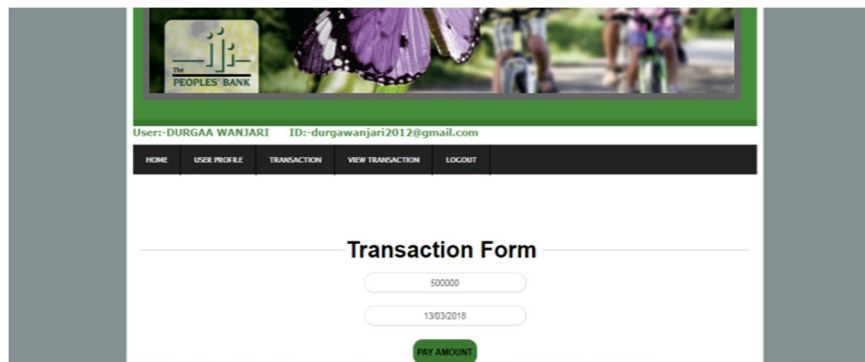 The
PEOPLES' BANK
User:-DURGAA WANJARI ID:-durgawanjari2012@gmail.com
HOME USER PROFILE TRANSACTION VIEW TRANSACTION LOGOUT
Transaction Form
500000
13/03/2018
PAY AMOUNT